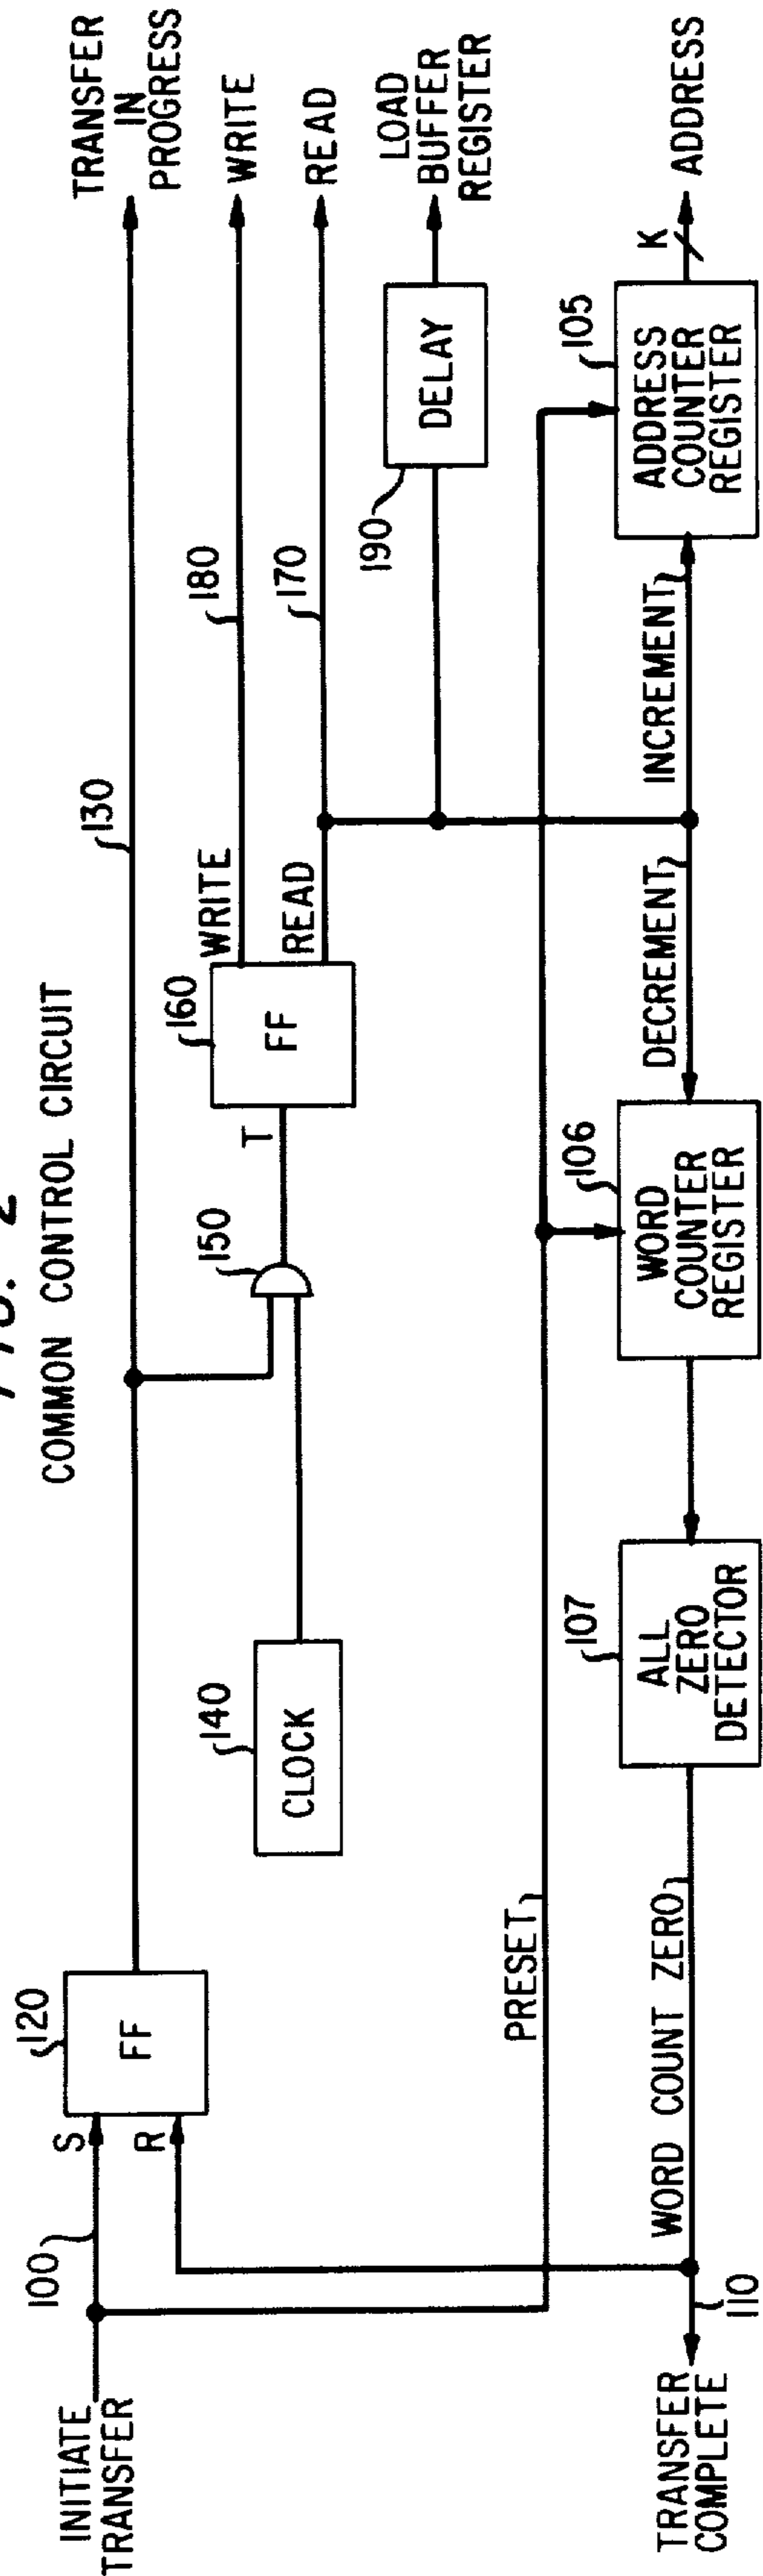 FIG. 2
COMMON CONTROL CIRCUIT
INITIATE
TRANSFER
100
S
R
120
FF
130
TRANSFER
IN
PROGRESS
140
CLOCK
150
T
160
FF
WRITE
READ
180
WRITE
170
READ
190
DELAY
LOAD
BUFFER
REGISTER
PRESET
TRANSFER
COMPLETE
110
WORD COUNT ZERO
107
ALL
ZERO
DETECTOR
106
WORD
COUNTER
REGISTER
DECREMENT
INCREMENT
105
ADDRESS
COUNTER
REGISTER
K
ADDRESS